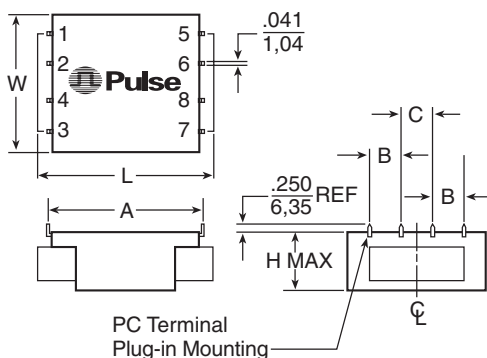 .041
1,04
1 5
2 6
4 8
3 7
Pulse
W
L
C
B
B
.250
6,35 REF
A
H MAX
℄
PC Terminal
Plug-in Mounting